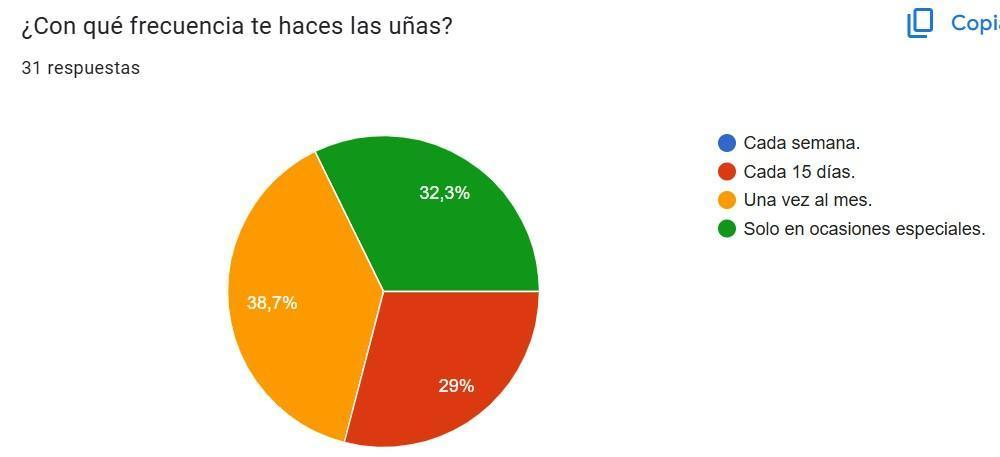 ¿Con qué frecuencia te haces las uñas?
Copia
31 respuestas
Cada semana.
Cada 15 días.
Una vez al mes.
Solo en ocasiones especiales.
32,3%
38,7%
29%